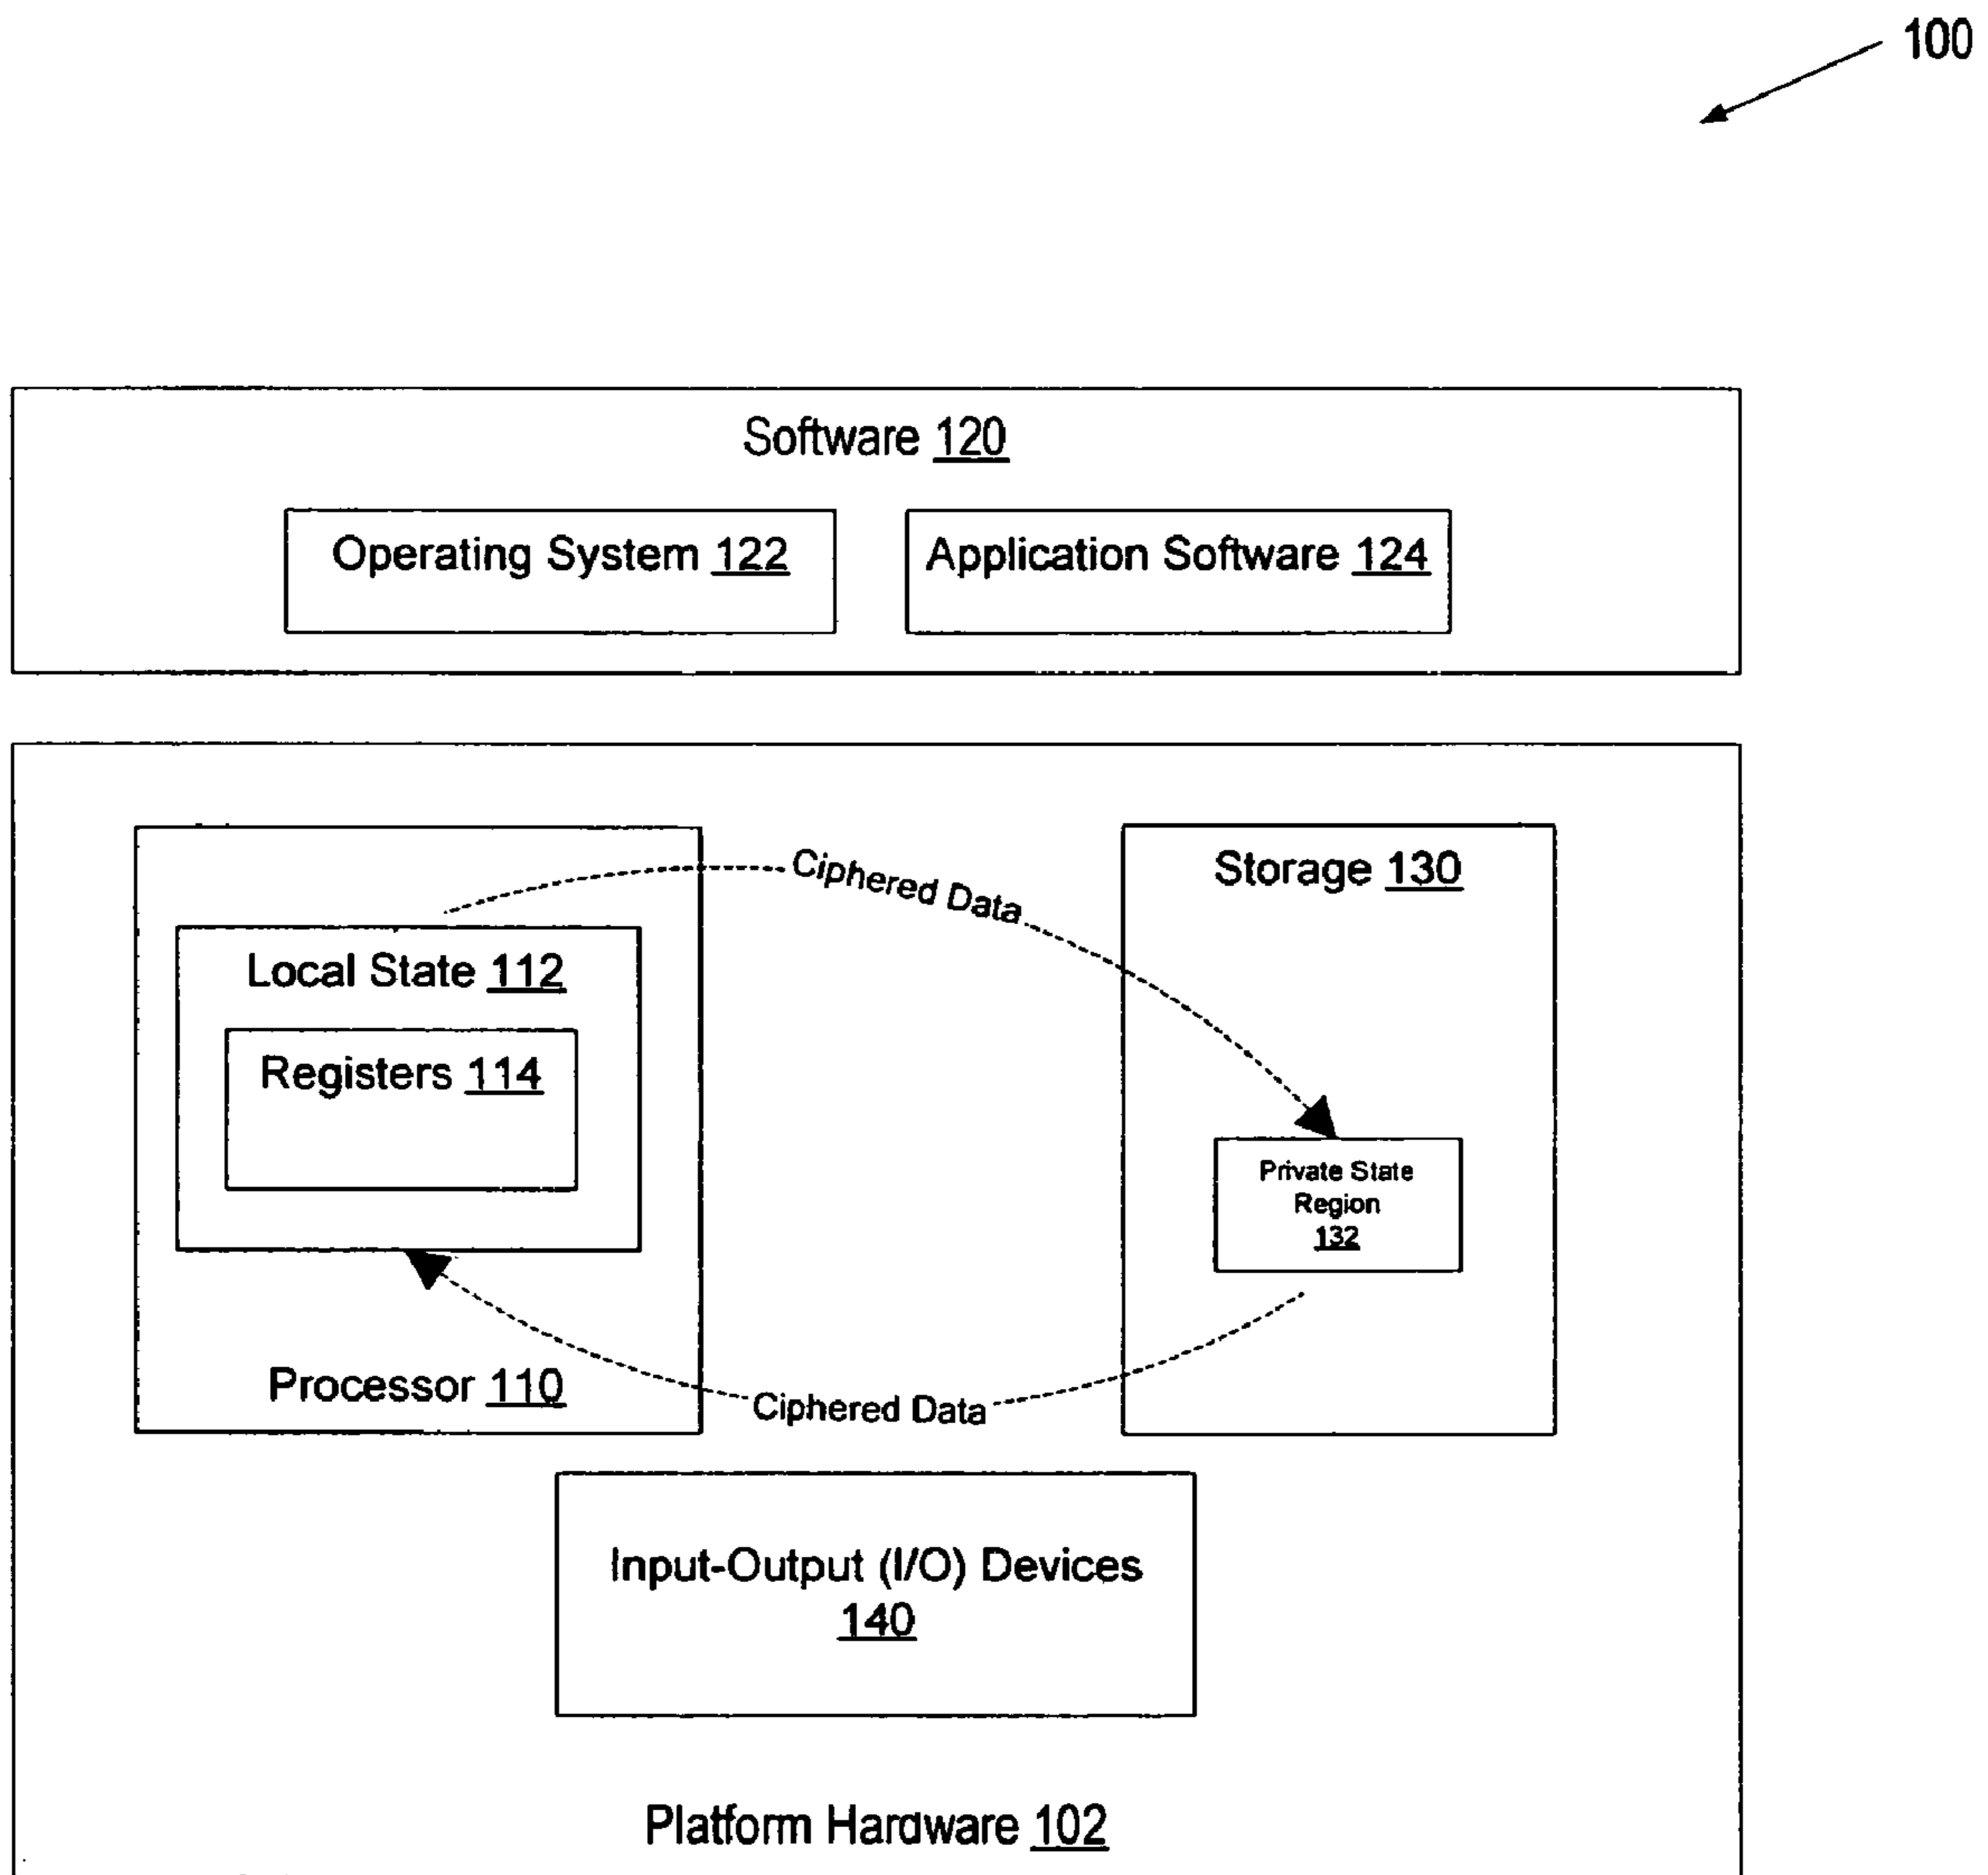 100
Software 120
Operating System 122
Application Software 124
Ciphered Data
Storage 130
Local State 112
Registers 114
Private State
Region
132
Processor 110
Ciphered Data
Input-Output (I/O) Devices
140
Platform Hardware 102